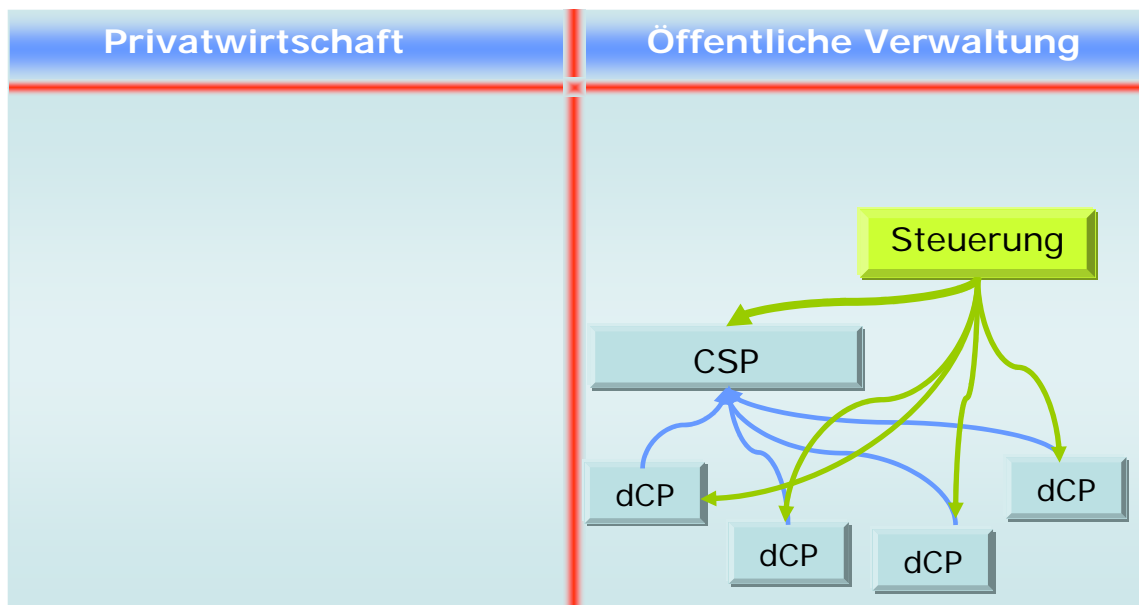 Privatwirtschaft
Öffentliche Verwaltung
Steuerung
CSP
dCP
dCP
dCP
dCP